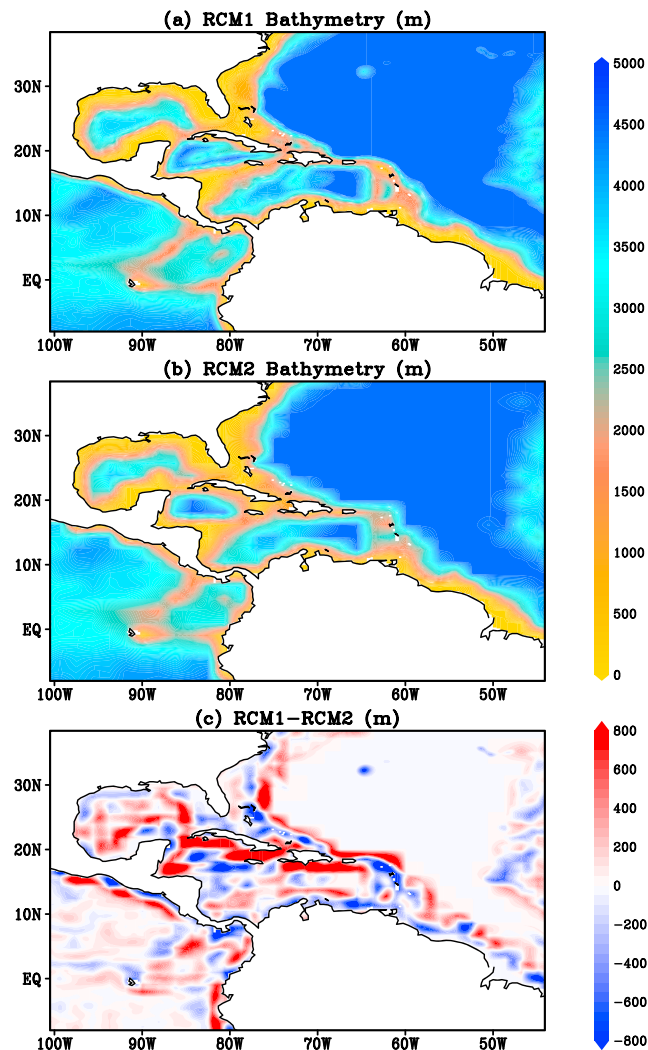 (a) RCM1 Bathymetry (m)
30N
20N
10N
EQ
100W 90W 80W 70W 60W 50W
(b) RCM2 Bathymetry (m)
30N
20N
10N
EQ
100W 90W 80W 70W 60W 50W
(c) RCM1-RCM2 (m)
30N
20N
10N
EQ
100W 90W 80W 70W 60W 50W
5000
4500
4000
3500
3000
2500
2000
1500
1000
500
0
800
600
400
200
0
-200
-400
-600
-800